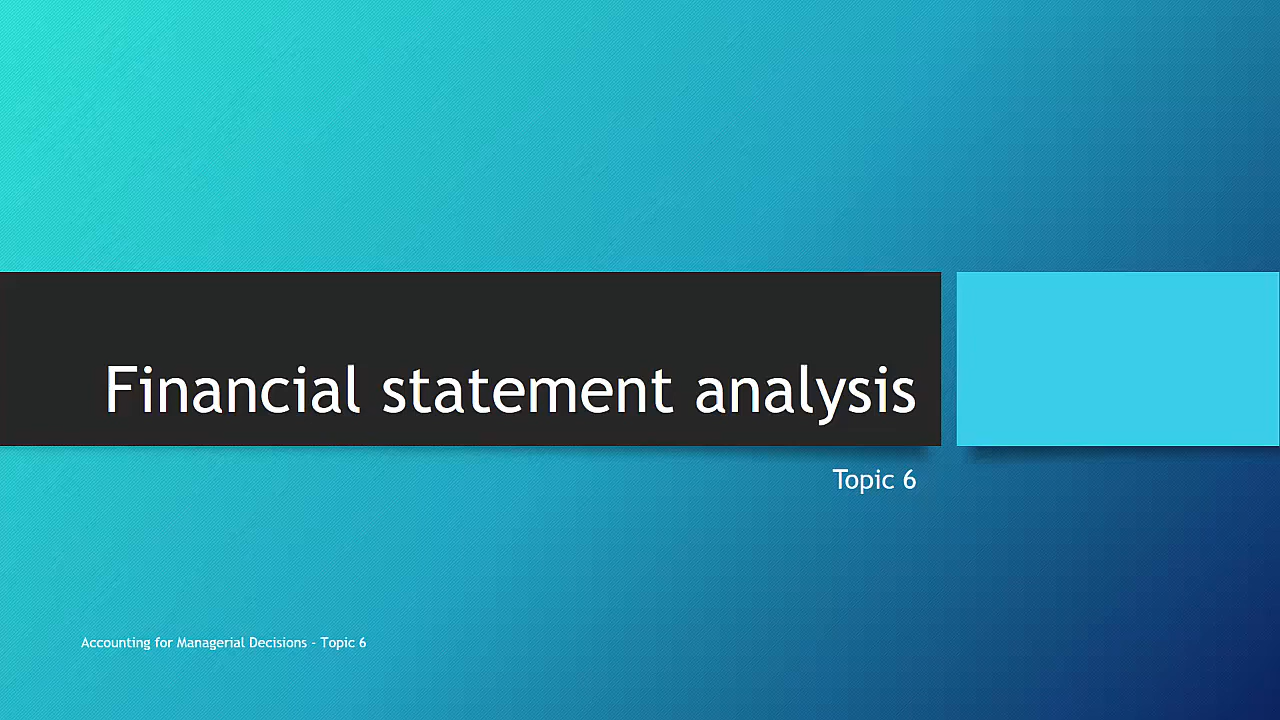 Financial statement analysis
Topic 6
Accounting for Managerial Decisions - Topic 6